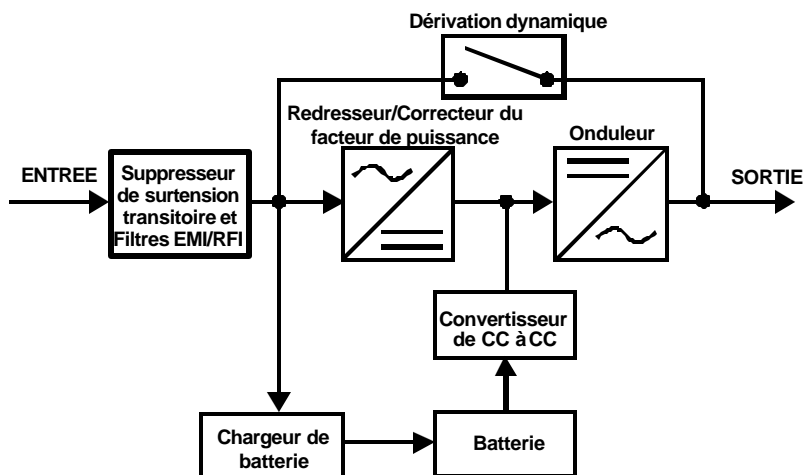 Dérivation dynamique
Redresseur/Correcteur du
facteur de puissance
Onduleur
ENTREE
Suppresseur
de surtension
transitoire et
Filtres EMI/RFI
SORTIE
Convertisseur
de CC à CC
Chargeur de
batterie
Batterie